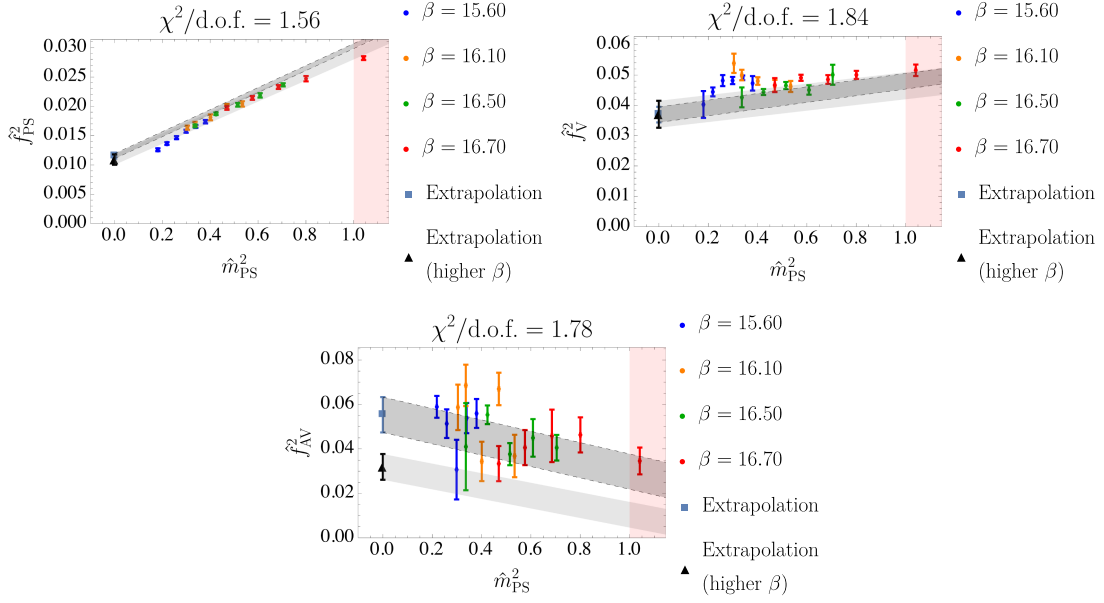 χ²/d.o.f. = 1.56
f̂²_PS
0.030
0.025
0.020
0.015
0.010
0.005
0.000
0.0 0.2 0.4 0.6 0.8 1.0
m̂²_PS
β = 15.60
β = 16.10
β = 16.50
β = 16.70
Extrapolation
Extrapolation
(higher β)
χ²/d.o.f. = 1.84
f̂²_V
0.06
0.05
0.04
0.03
0.02
0.01
0.00
0.0 0.2 0.4 0.6 0.8 1.0
m̂²_PS
β = 15.60
β = 16.10
β = 16.50
β = 16.70
Extrapolation
Extrapolation
(higher β)
χ²/d.o.f. = 1.78
f̂²_AV
0.08
0.06
0.04
0.02
0.00
0.0 0.2 0.4 0.6 0.8 1.0
m̂²_PS
β = 15.60
β = 16.10
β = 16.50
β = 16.70
Extrapolation
Extrapolation
(higher β)